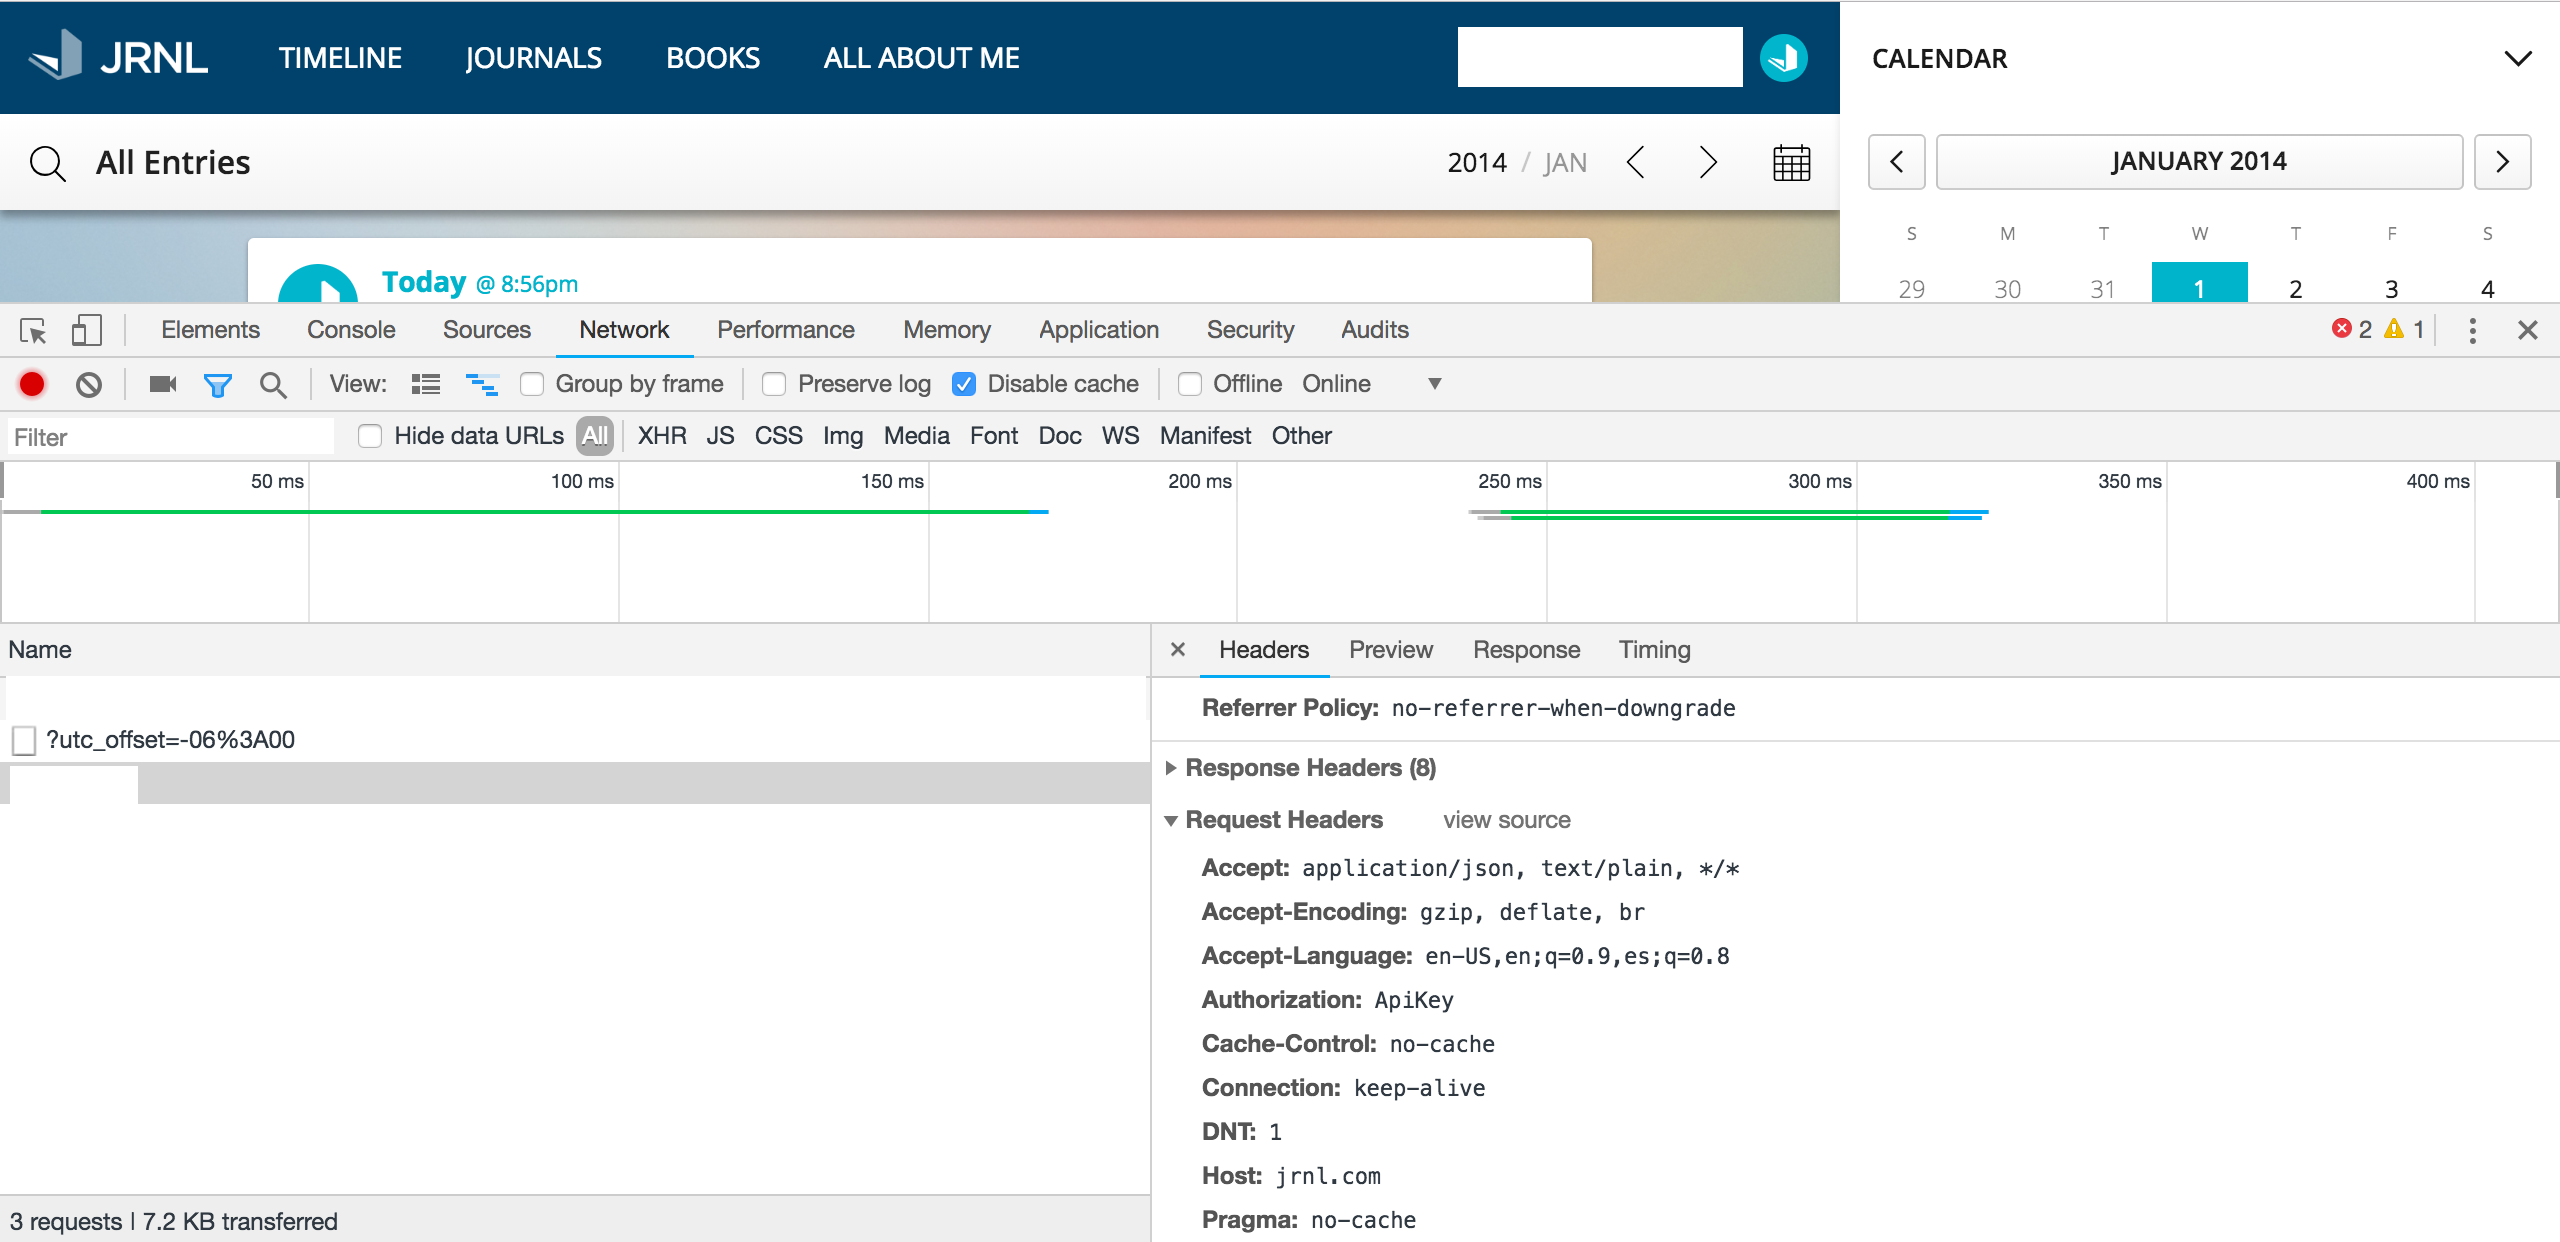 JRNL TIMELINE JOURNALS BOOKS ALL ABOUT ME
CALENDAR
All Entries 2014 / JAN
JANUARY 2014
S M T W T F S
29 30 31 1 2 3 4
Today @ 8:56pm
Elements Console Sources Network Performance Memory Application Security Audits 2 1
View: Group by frame Preserve log Disable cache Offline Online
Filter Hide data URLs All XHR JS CSS Img Media Font Doc WS Manifest Other
50 ms 100 ms 150 ms 200 ms 250 ms 300 ms 350 ms 400 ms
Name
?utc_offset=-06%3A00
3 requests | 7.2 KB transferred
Headers Preview Response Timing
Referrer Policy: no-referrer-when-downgrade
Response Headers (8)
Request Headers view source
Accept: application/json, text/plain, */*
Accept-Encoding: gzip, deflate, br
Accept-Language: en-US,en;q=0.9,es;q=0.8
Authorization: ApiKey
Cache-Control: no-cache
Connection: keep-alive
DNT: 1
Host: jrnl.com
Pragma: no-cache